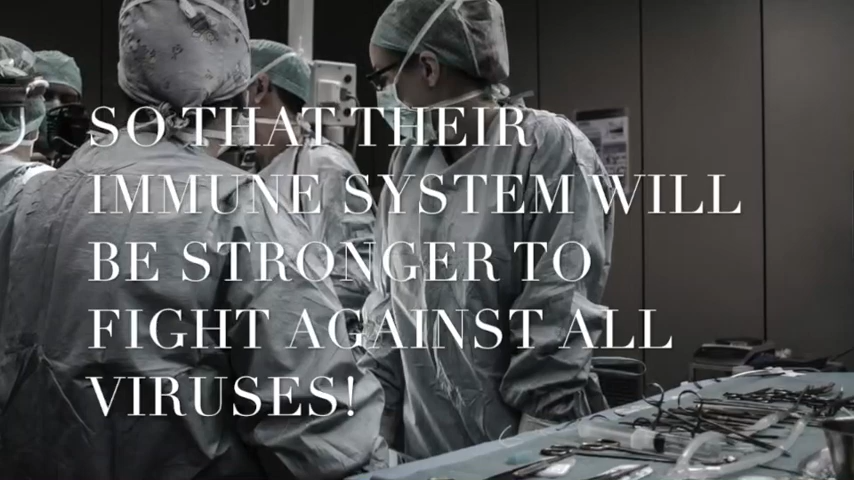 SO THAT THEIR
IMMUNE SYSTEM WILL
BE STRONGER TO
FIGHT AGAINST ALL
VIRUSES!